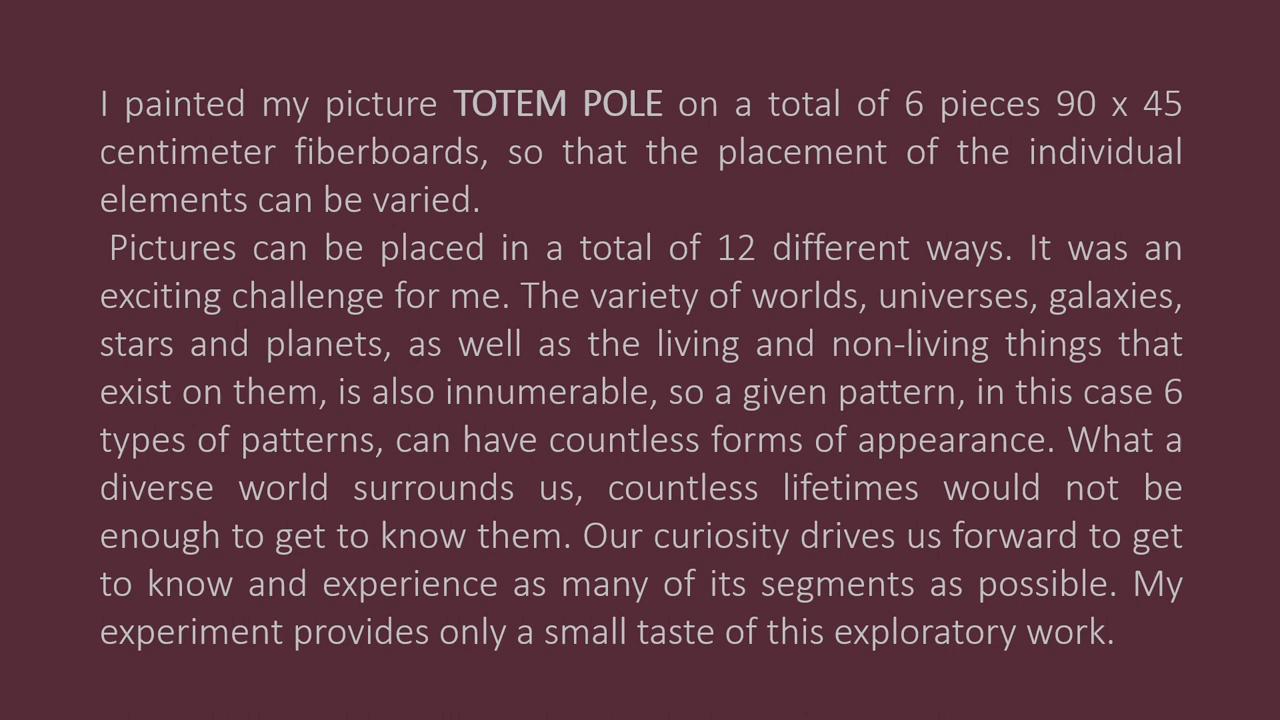 I painted my picture TOTEM POLE on a total of 6 pieces 90 x 45
centimeter fiberboards, so that the placement of the individual
elements can be varied.
Pictures can be placed in a total of 12 different ways. It was an
exciting challenge for me. The variety of worlds, universes, galaxies,
stars and planets, as well as the living and non-living things that
exist on them, is also innumerable, so a given pattern, in this case 6
types of patterns, can have countless forms of appearance. What a
diverse world surrounds us, countless lifetimes would not be
enough to get to know them. Our curiosity drives us forward to get
to know and experience as many of its segments as possible. My
experiment provides only a small taste of this exploratory work.